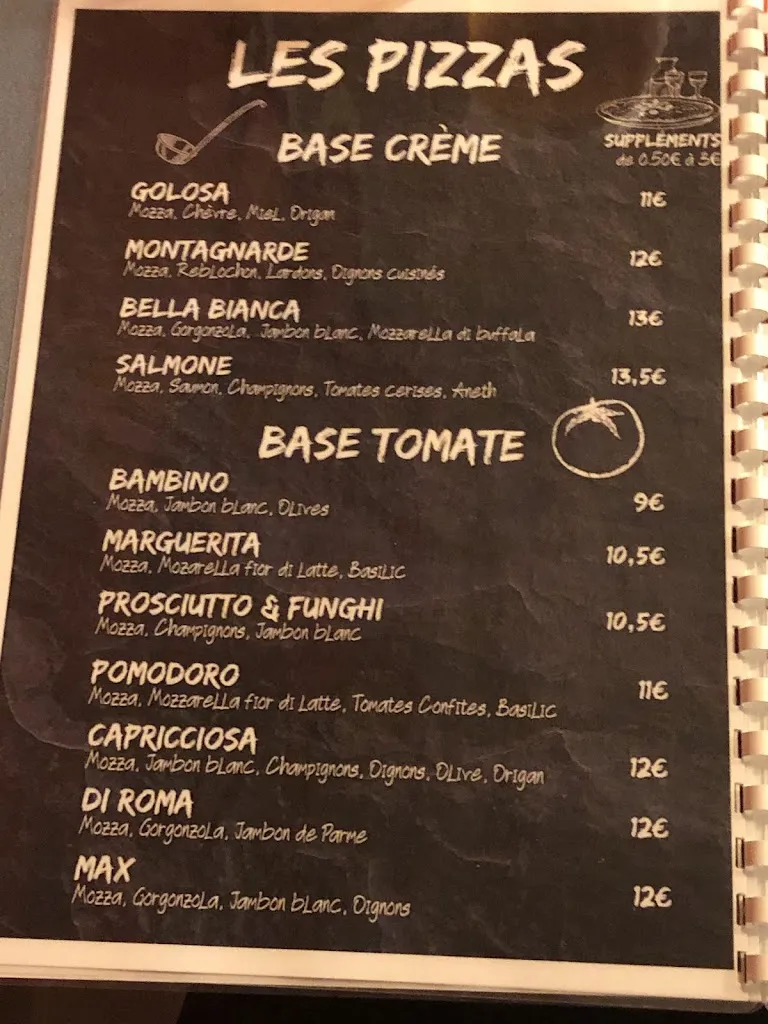 LES PIZZAS
SUPPLÉMENTS
de 0.50€ à 3€
BASE CRÈME
GOLOSA 11€
Mozza, Chèvre, Miel, Origan
MONTAGNARDE 12€
Mozza, Reblochon, Lardons, Oignons cuisinés
BELLA BIANCA 13€
Mozza, Gorgonzola, Jambon blanc, Mozzarella di buffala
SALMONE 13,5€
Mozza, Saumon, Champignons, Tomates cerises, Aneth
BASE TOMATE
BAMBINO 9€
Mozza, Jambon blanc, Olives
MARGUERITA 10,5€
Mozza, Mozarella fior di Latte, Basilic
PROSCIUTTO & FUNGHI 10,5€
Mozza, Champignons, Jambon blanc
POMODORO 11€
Mozza, Mozzarella fior di Latte, Tomates Confites, Basilic
CAPRICCIOSA 12€
Mozza, Jambon blanc, Champignons, Oignons, Olive, Origan
DI ROMA 12€
Mozza, Gorgonzola, Jambon de Parme
MAX 12€
Mozza, Gorgonzola, Jambon blanc, Oignons